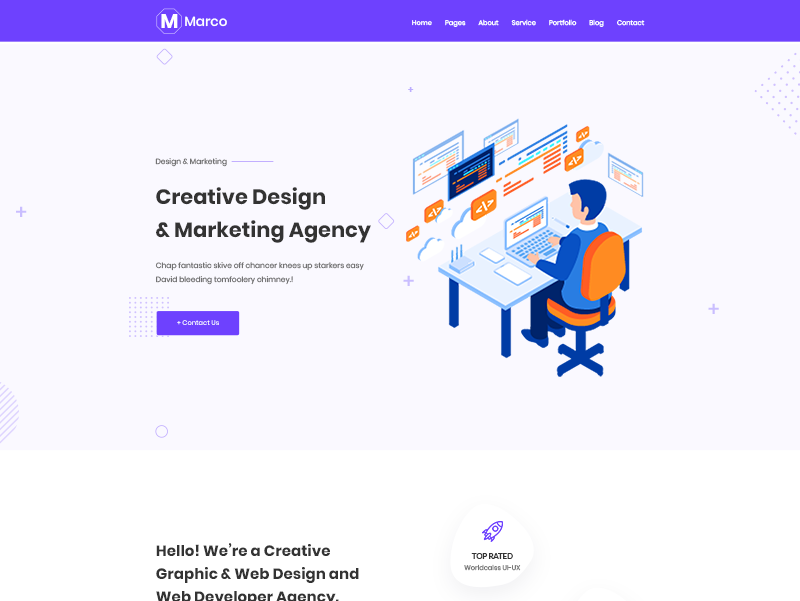 M Marco
Home Pages About Service Portfolio Blog Contact
Design & Marketing
Creative Design
& Marketing Agency
Chap fantastic skive off chancer knees up starkers easy
David bleeding tomfoolery chimney.!
+ Contact Us
Hello! We're a Creative
Graphic & Web Design and
Web Developer Agency.
TOP RATED
Worldcalss UI-UX